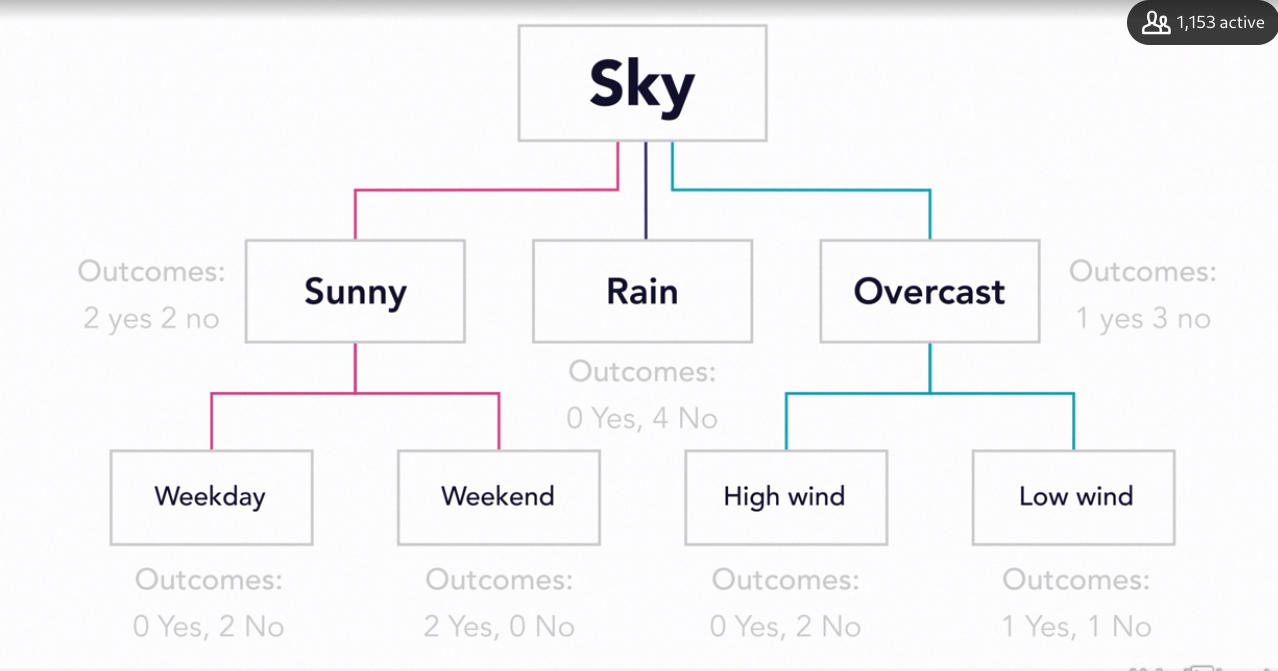 1,153 active
Sky
Outcomes:
2 yes 2 no
Sunny
Rain
Overcast
Outcomes:
1 yes 3 no
Outcomes:
0 Yes, 4 No
Weekday
Weekend
High wind
Low wind
Outcomes:
0 Yes, 2 No
Outcomes:
2 Yes, 0 No
Outcomes:
0 Yes, 2 No
Outcomes:
1 Yes, 1 No